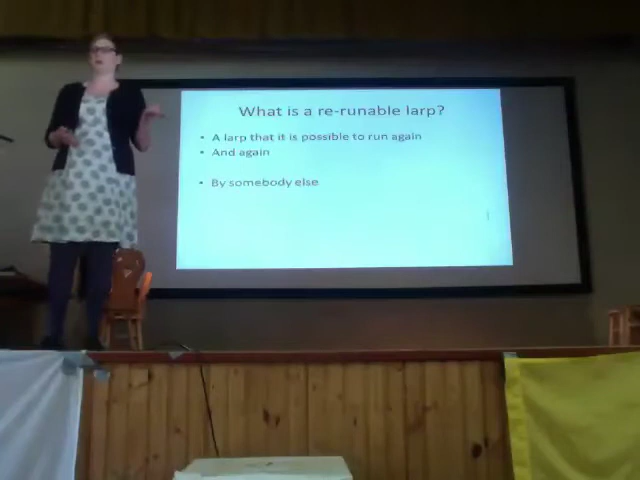 What is a re-runable larp?
• A larp that it is possible to run again
• And again
• By somebody else